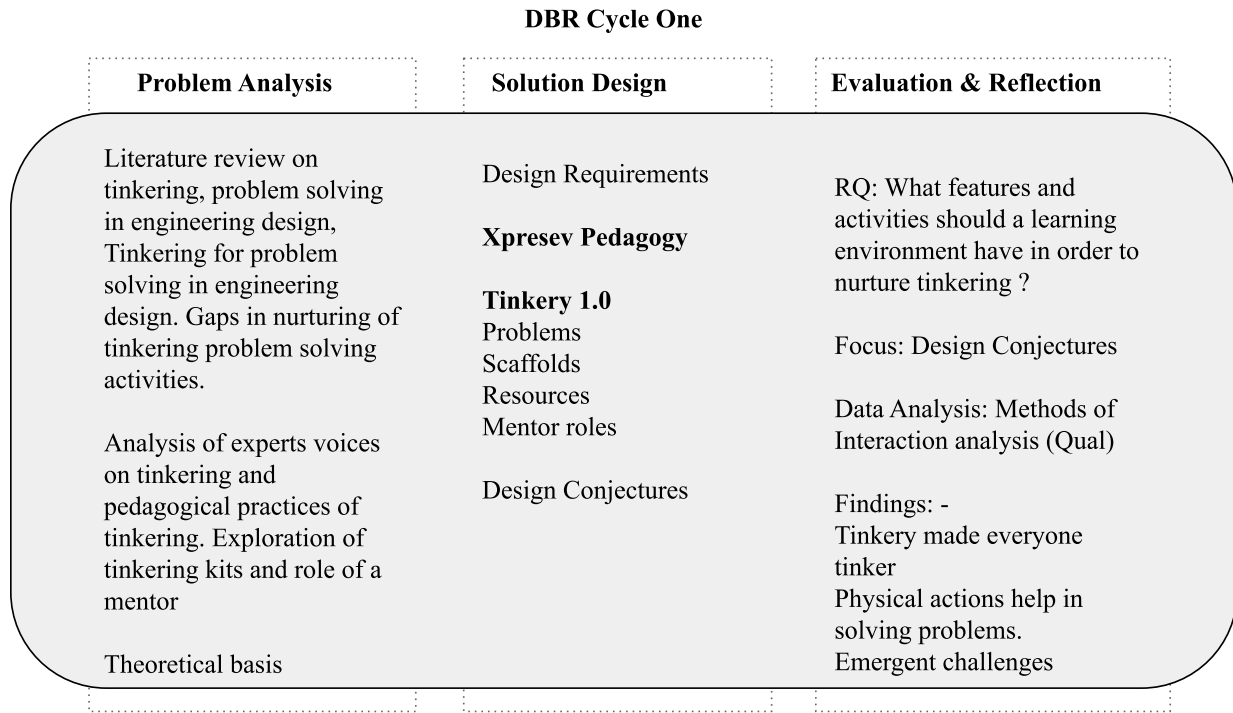 DBR Cycle One
Problem Analysis
Literature review on
tinkering, problem solving
in engineering design,
Tinkering for problem
solving in engineering
design. Gaps in nurturing of
tinkering problem solving
activities.
Analysis of experts voices
on tinkering and
pedagogical practices of
tinkering. Exploration of
tinkering kits and role of a
mentor
Theoretical basis
Solution Design
Design Requirements
Xpresev Pedagogy
Tinkery 1.0
Problems
Scaffolds
Resources
Mentor roles
Design Conjectures
Evaluation & Reflection
RQ: What features and
activities should a learning
environment have in order to
nurture tinkering ?
Focus: Design Conjectures
Data Analysis: Methods of
Interaction analysis (Qual)
Findings: -
Tinkery made everyone
tinker
Physical actions help in
solving problems.
Emergent challenges